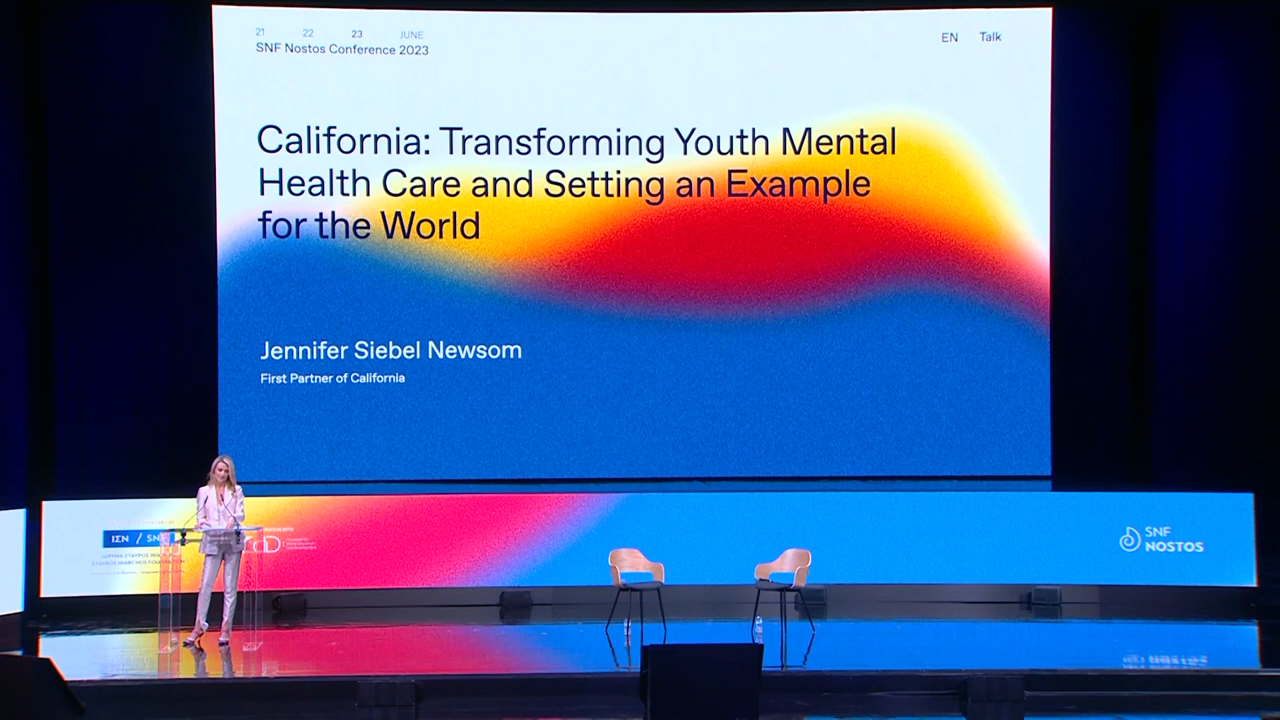 21 22 23 JUNE
SNF Nostos Conference 2023
EN Talk
California: Transforming Youth Mental
Health Care and Setting an Example
for the World
Jennifer Siebel Newsom
First Partner of California
ΙΣΝ / SNF
SNF
NOSTOS